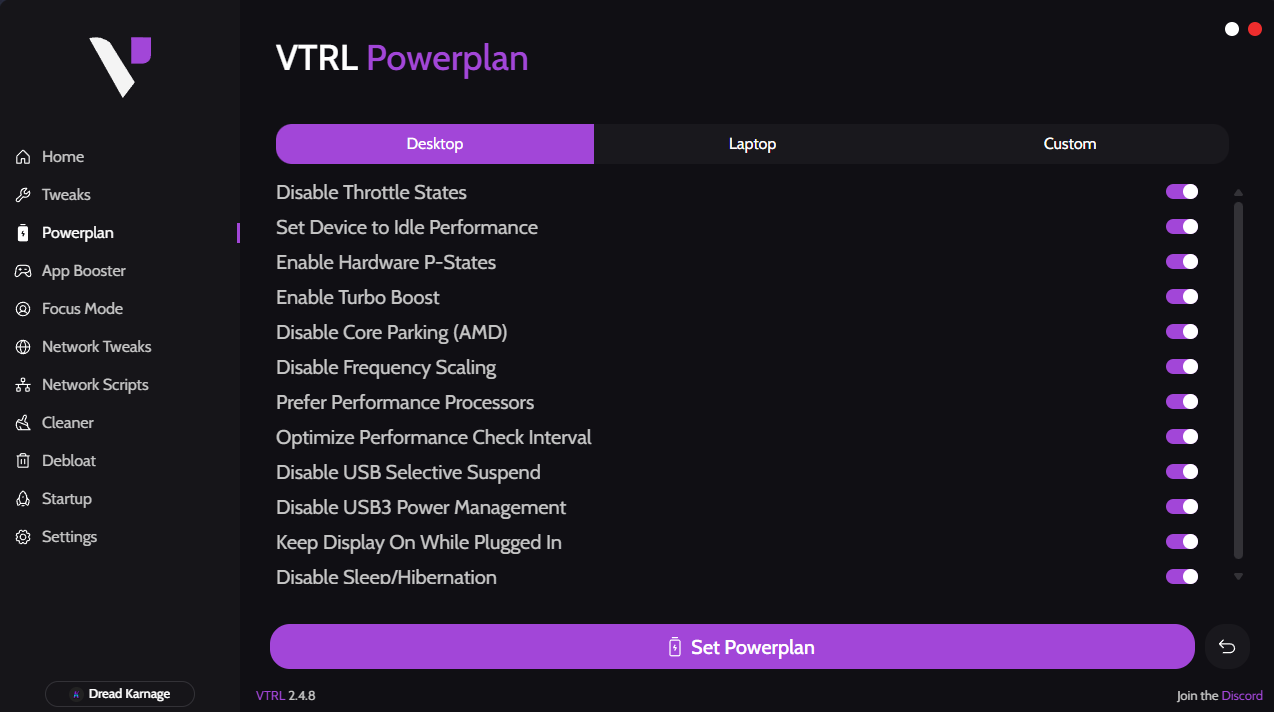 VTRL Powerplan
Desktop Laptop Custom
Home
Tweaks
Powerplan
App Booster
Focus Mode
Network Tweaks
Network Scripts
Cleaner
Debloat
Startup
Settings
Disable Throttle States
Set Device to Idle Performance
Enable Hardware P-States
Enable Turbo Boost
Disable Core Parking (AMD)
Disable Frequency Scaling
Prefer Performance Processors
Optimize Performance Check Interval
Disable USB Selective Suspend
Disable USB3 Power Management
Keep Display On While Plugged In
Disable Sleep/Hibernation
Set Powerplan
Dread Karnage
VTRL 2.4.8
Join the Discord